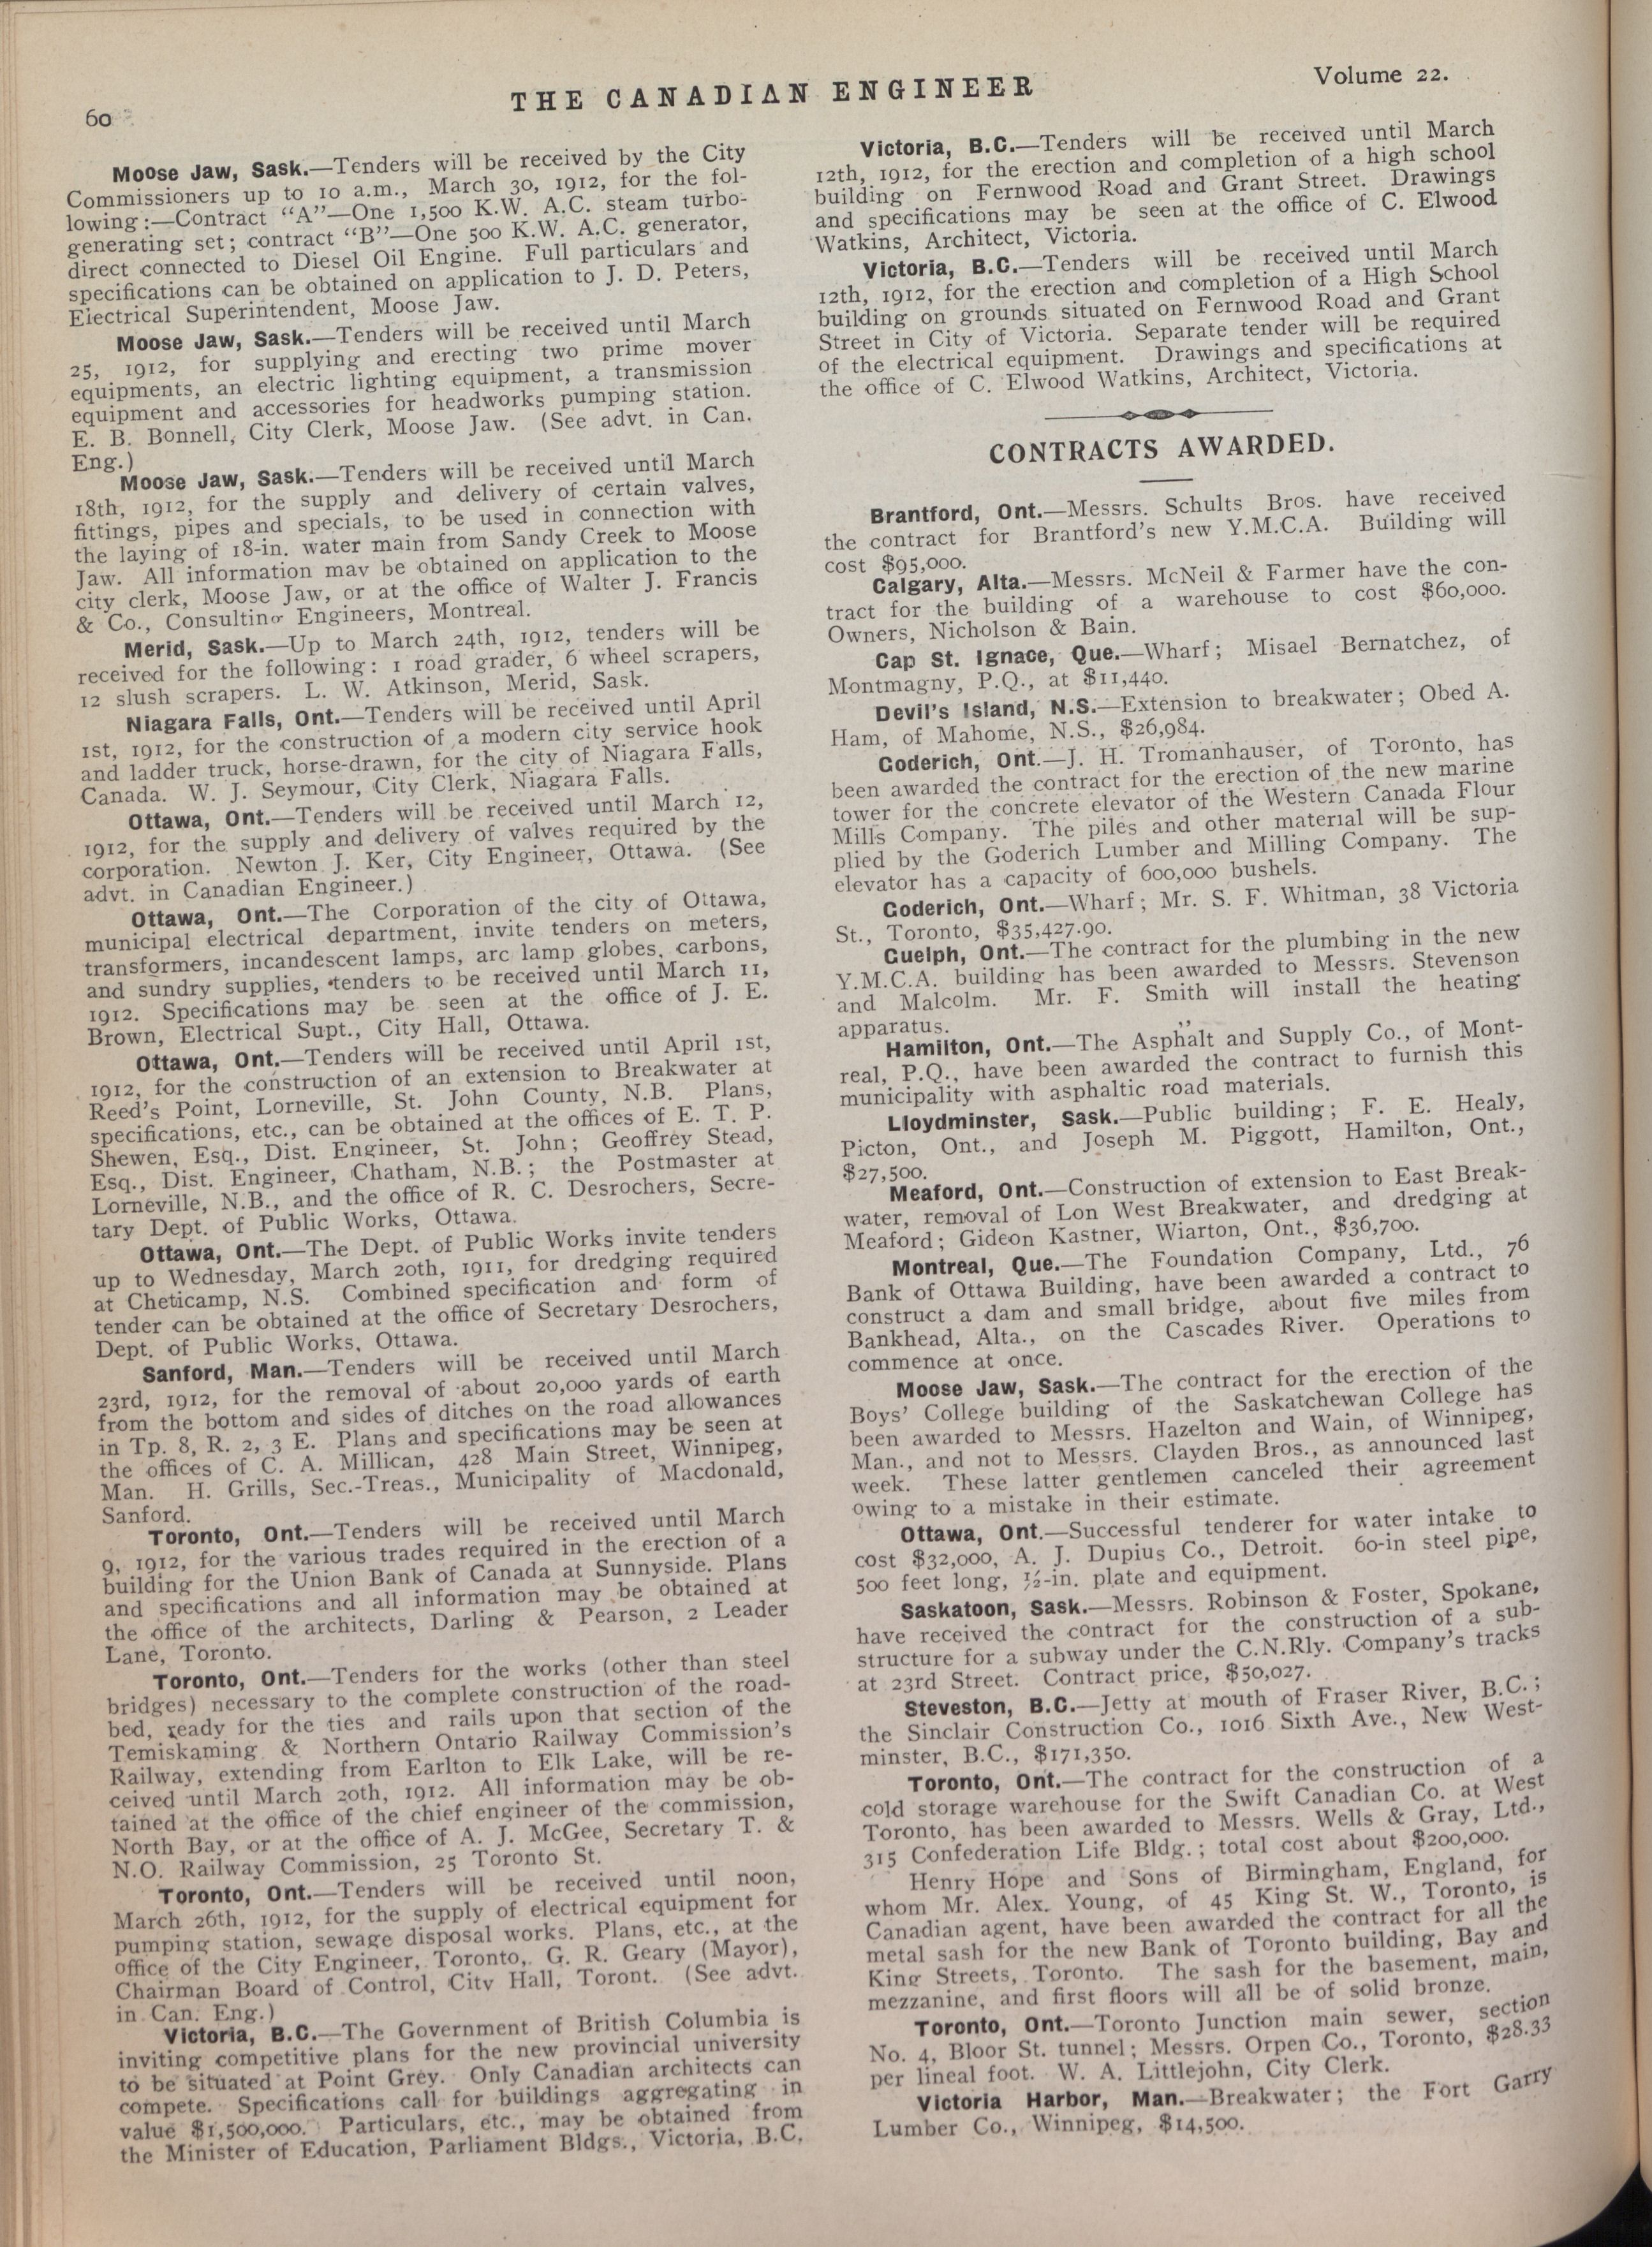 60
THE CANADIAN ENGINEER
Volume 22.
Moose Jaw, Sask.—Tenders will be received by the City
Commissioners up to 10 a.m., March 30, 1912, for the fol-
lowing:—Contract "A"—One 1,500 K.W. A.C. steam turbo-
generating set; contract "B"—One 500 K.W. A.C. generator,
direct connected to Diesel Oil Engine. Full particulars and
specifications can be obtained on application to J. D. Peters,
Electrical Superintendent, Moose Jaw.
Moose Jaw, Sask.—Tenders will be received until March
25, 1912, for supplying and erecting two prime mover
equipments, an electric lighting equipment, a transmission
equipment and accessories for headworks pumping station.
E. B. Bonnell, City Clerk, Moose Jaw. (See advt. in Can.
Eng.)
Moose Jaw, Sask.—Tenders will be received until March
18th, 1912, for the supply and delivery of certain valves,
fittings, pipes and specials, to be used in connection with
the laying of 18-in. water main from Sandy Creek to Moose
Jaw. All information may be obtained on application to the
city clerk, Moose Jaw, or at the office of Walter J. Francis
& Co., Consulting Engineers, Montreal.
Merid, Sask.—Up to March 24th, 1912, tenders will be
received for the following: 1 road grader, 6 wheel scrapers,
12 slush scrapers. L. W. Atkinson, Merid, Sask.
Niagara Falls, Ont.—Tenders will be received until April
1st, 1912, for the construction of a modern city service hook
and ladder truck, horse-drawn, for the city of Niagara Falls,
Canada. W. J. Seymour, City Clerk, Niagara Falls.
Ottawa, Ont.—Tenders will be received until March 12,
1912, for the supply and delivery of valves required by the
corporation. Newton J. Ker, City Engineer, Ottawa. (See
advt. in Canadian Engineer.)
Ottawa, Ont.—The Corporation of the city of Ottawa,
municipal electrical department, invite tenders on meters,
transformers, incandescent lamps, arc lamp globes, carbons,
and sundry supplies, tenders to be received until March 11,
1912. Specifications may be seen at the office of J. E.
Brown, Electrical Supt., City Hall, Ottawa.
Ottawa, Ont.—Tenders will be received until April 1st,
1912, for the construction of an extension to Breakwater at
Reed's Point, Lorneville, St. John County, N.B. Plans,
specifications, etc., can be obtained at the offices of E. T. P.
Shewen, Esq., Dist. Engineer, St. John; Geoffrey Stead,
Esq., Dist. Engineer, Chatham, N.B.; the Postmaster at
Lorneville, N.B., and the office of R. C. Desrochers, Secre-
tary Dept. of Public Works, Ottawa.
Ottawa, Ont.—The Dept. of Public Works invite tenders
up to Wednesday, March 20th, 1911, for dredging required
at Cheticamp, N.S. Combined specification and form of
tender can be obtained at the office of Secretary Desrochers,
Dept. of Public Works, Ottawa.
Sanford, Man.—Tenders will be received until March
23rd, 1912, for the removal of about 20,000 yards of earth
from the bottom and sides of ditches on the road allowances
in Tp. 8, R. 2, 3 E. Plans and specifications may be seen at
the offices of C. A. Millican, 428 Main Street, Winnipeg,
Man. H. Grills, Sec.-Treas., Municipality of Macdonald,
Sanford.
Toronto, Ont.—Tenders will be received until March
9, 1912, for the various trades required in the erection of a
building for the Union Bank of Canada at Sunnyside. Plans
and specifications and all information may be obtained at
the office of the architects, Darling & Pearson, 2 Leader
Lane, Toronto.
Toronto, Ont.—Tenders for the works (other than steel
bridges) necessary to the complete construction of the road-
bed, ready for the ties and rails upon that section of the
Temiskaming & Northern Ontario Railway Commission's
Railway, extending from Earlton to Elk Lake, will be re-
ceived until March 20th, 1912. All information may be ob-
tained at the office of the chief engineer of the commission,
North Bay, or at the office of A. J. McGee, Secretary T. &
N.O. Railway Commission, 25 Toronto St.
Toronto, Ont.—Tenders will be received until noon,
March 26th, 1912, for the supply of electrical equipment for
pumping station, sewage disposal works. Plans, etc., at the
office of the City Engineer, Toronto,. G. R. Geary (Mayor),
Chairman Board of Control, City Hall, Toront. (See advt.
in Can. Eng.)
Victoria, B.C.—The Government of British Columbia is
inviting competitive plans for the new provincial university
to be situated at Point Grey. Only Canadian architects can
compete. Specifications call for buildings aggregating in
value $1,500,000. Particulars, etc., may be obtained from
the Minister of Education, Parliament Bldgs., Victoria, B.C.
Victoria, B.C.—Tenders will be received until March
12th, 1912, for the erection and completion of a high school
building on Fernwood Road and Grant Street. Drawings
and specifications may be seen at the office of C. Elwood
Watkins, Architect, Victoria.
Victoria, B.C.—Tenders will be received until March
12th, 1912, for the erection and completion of a High School
building on grounds situated on Fernwood Road and Grant
Street in City of Victoria. Separate tender will be required
of the electrical equipment. Drawings and specifications at
the office of C. Elwood Watkins, Architect, Victoria.
CONTRACTS AWARDED.
Brantford, Ont.—Messrs. Schults Bros. have received
the contract for Brantford's new Y.M.C.A. Building will
cost $95,000.
Calgary, Alta.—Messrs. McNeil & Farmer have the con-
tract for the building of a warehouse to cost $60,000.
Owners, Nicholson & Bain.
Cap St. Ignace, Que.—Wharf; Misael Bernatchez, of
Montmagny, P.Q., at $11,440.
Devil's Island, N.S.—Extension to breakwater; Obed A.
Ham, of Mahome, N.S., $26,984.
Goderich, Ont.—J. H. Tromanhauser, of Toronto, has
been awarded the contract for the erection of the new marine
tower for the concrete elevator of the Western Canada Flour
Mills Company. The piles and other material will be sup-
plied by the Goderich Lumber and Milling Company. The
elevator has a capacity of 600,000 bushels.
Goderich, Ont.—Wharf; Mr. S. F. Whitman, 38 Victoria
St., Toronto, $35,427.90.
Guelph, Ont.—The contract for the plumbing in the new
Y.M.C.A. building has been awarded to Messrs. Stevenson
and Malcolm. Mr. F. Smith will install the heating
apparatus.
Hamilton, Ont.—The Asphalt and Supply Co., of Mont-
real, P.Q., have been awarded the contract to furnish this
municipality with asphaltic road materials.
Lloydminster, Sask.—Public building; F. E. Healy,
Picton, Ont., and Joseph M. Piggott, Hamilton, Ont.,
$27,500.
Meaford, Ont.—Construction of extension to East Break-
water, removal of Lon West Breakwater, and dredging at
Meaford; Gideon Kastner, Wiarton, Ont., $36,700.
Montreal, Que.—The Foundation Company, Ltd., 76
Bank of Ottawa Building, have been awarded a contract to
construct a dam and small bridge, about five miles from
Bankhead, Alta., on the Cascades River. Operations to
commence at once.
Moose Jaw, Sask.—The contract for the erection of the
Boys' College building of the Saskatchewan College has
been awarded to Messrs. Hazelton and Wain, of Winnipeg,
Man., and not to Messrs. Clayden Bros., as announced last
week. These latter gentlemen canceled their agreement
owing to a mistake in their estimate.
Ottawa, Ont.—Successful tenderer for water intake to
cost $32,000, A. J. Dupius Co., Detroit. 60-in steel pipe,
500 feet long, ½-in. plate and equipment.
Saskatoon, Sask.—Messrs. Robinson & Foster, Spokane,
have received the contract for the construction of a sub-
structure for a subway under the C.N.Rly. Company's tracks
at 23rd Street. Contract price, $50,027.
Steveston, B.C.—Jetty at mouth of Fraser River, B.C.;
the Sinclair Construction Co., 1016 Sixth Ave., New West-
minster, B.C., $171,350.
Toronto, Ont.—The contract for the construction of a
cold storage warehouse for the Swift Canadian Co. at West
Toronto, has been awarded to Messrs. Wells & Gray, Ltd.,
315 Confederation Life Bldg.; total cost about $200,000.
Henry Hope and Sons of Birmingham, England, for
whom Mr. Alex. Young, of 45 King St. W., Toronto, is
Canadian agent, have been awarded the contract for all the
metal sash for the new Bank of Toronto building, Bay and
King Streets, Toronto. The sash for the basement, main,
mezzanine, and first floors will all be of solid bronze.
Toronto, Ont.—Toronto Junction main sewer, section
No. 4, Bloor St. tunnel; Messrs. Orpen Co., Toronto, $28.33
per lineal foot. W. A. Littlejohn, City Clerk.
Victoria Harbor, Man.—Breakwater; the Fort Garry
Lumber Co., Winnipeg, $14,500.